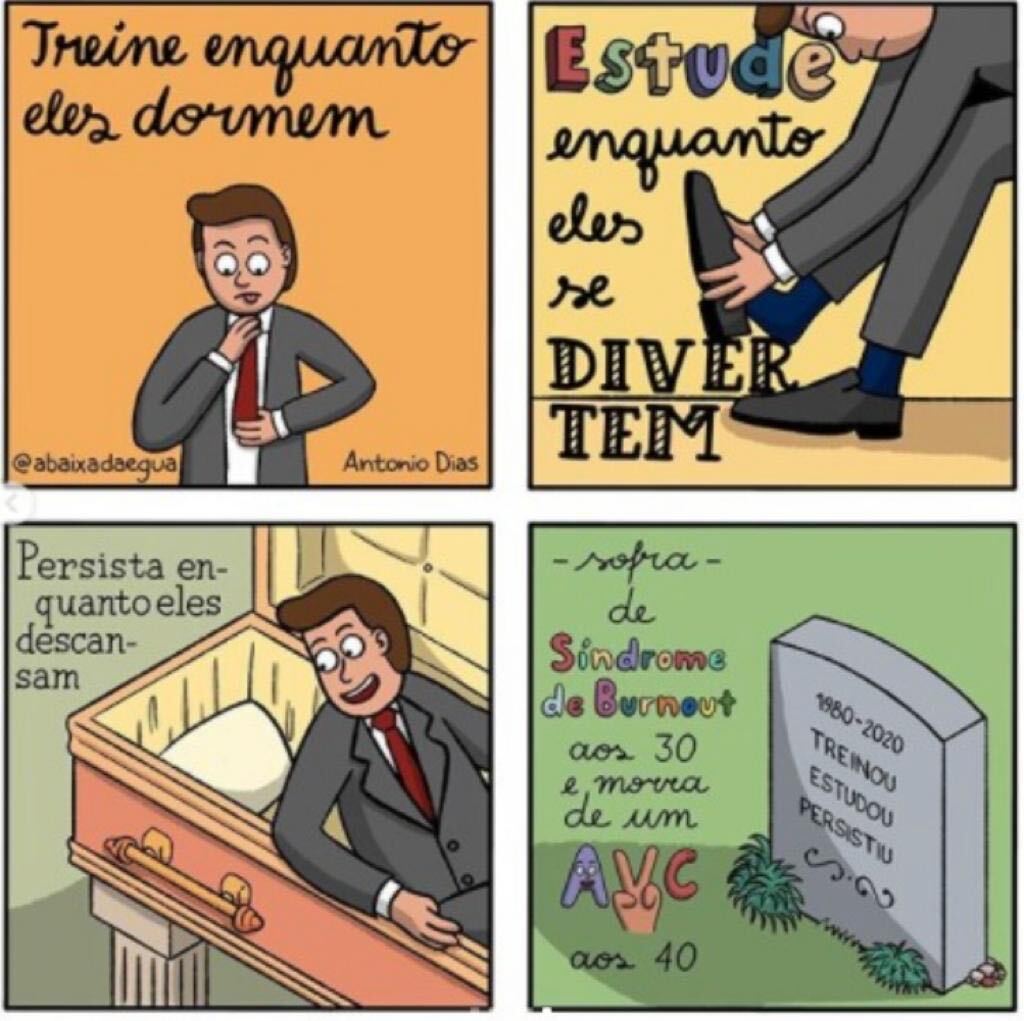 Treine enquanto
eles dormem
@abaixadaegua
Antonio Dias
Estude
enquanto
eles
se
DIVER
TEM
Persista en-
quanto eles
descan-
sam
- sofra -
de
Síndrome
de Burnout
aos 30
e morra
de um
AVC
aos 40
1980-2020
TREINOU
ESTUDOU
PERSISTIU